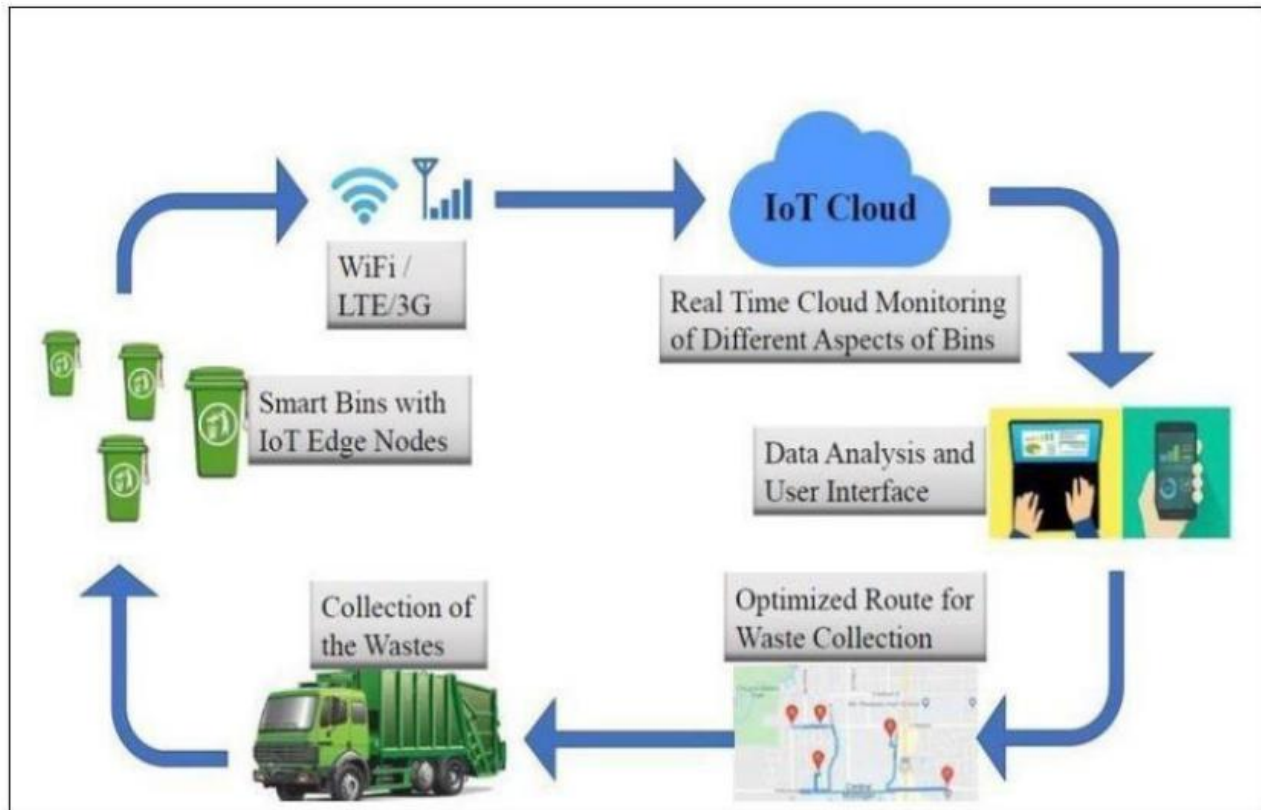 WiFi /
LTE/3G
IoT Cloud
Real Time Cloud Monitoring
of Different Aspects of Bins
Smart Bins with
IoT Edge Nodes
Data Analysis and
User Interface
Optimized Route for
Waste Collection
Collection of
the Wastes